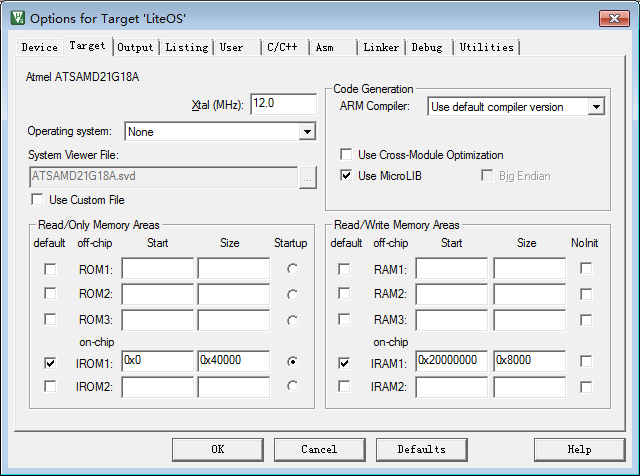 Options for Target 'LiteOS'
Device Target Output Listing User C/C++ Asm Linker Debug Utilities
Atmel ATSAMD21G18A
Xtal (MHz): 12.0
Operating system: None
System Viewer File:
ATSAMD21G18A.svd ...
Use Custom File
Code Generation
ARM Compiler: Use default compiler version
Use Cross-Module Optimization
Use MicroLIB Big Endian
Read/Only Memory Areas
default off-chip Start Size Startup
ROM1:
ROM2:
ROM3:
on-chip
IROM1: 0x0 0x40000
IROM2:
Read/Write Memory Areas
default off-chip Start Size NoInit
RAM1:
RAM2:
RAM3:
on-chip
IRAM1: 0x20000000 0x8000
IRAM2:
OK Cancel Defaults Help